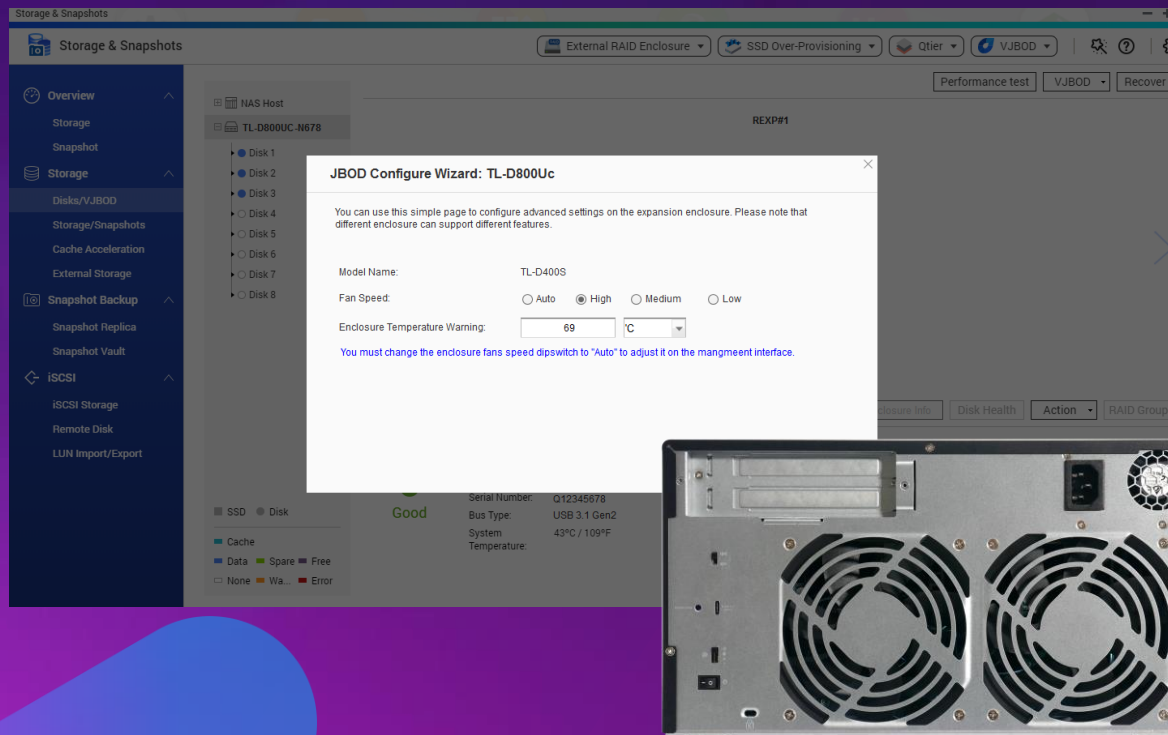 Storage & Snapshots
Storage & Snapshots
External RAID Enclosure
SSD Over-Provisioning
Qtier
VJBOD
Performance test
VJBOD
Recover
Overview
Storage
Snapshot
Storage
Disks/VJBOD
Storage/Snapshots
Cache Acceleration
External Storage
Snapshot Backup
Snapshot Replica
Snapshot Vault
iSCSI
iSCSI Storage
Remote Disk
LUN Import/Export
NAS Host
TL-D800UC-N678
Disk 1
Disk 2
Disk 3
Disk 4
Disk 5
Disk 6
Disk 7
Disk 8
SSD Disk
Cache
Data Spare Free
None Wa... Error
REXP#1
JBOD Configure Wizard: TL-D800Uc
You can use this simple page to configure advanced settings on the expansion enclosure. Please note that
different enclosure can support different features.
Model Name: TL-D400S
Fan Speed: Auto High Medium Low
Enclosure Temperature Warning: 69 'C
You must change the enclosure fans speed dipswitch to "Auto" to adjust it on the mangmeent interface.
closure Info Disk Health Action RAID Group
Good
Serial Number: Q12345678
Bus Type: USB 3.1 Gen2
System 43ºC / 109ºF
Temperature: